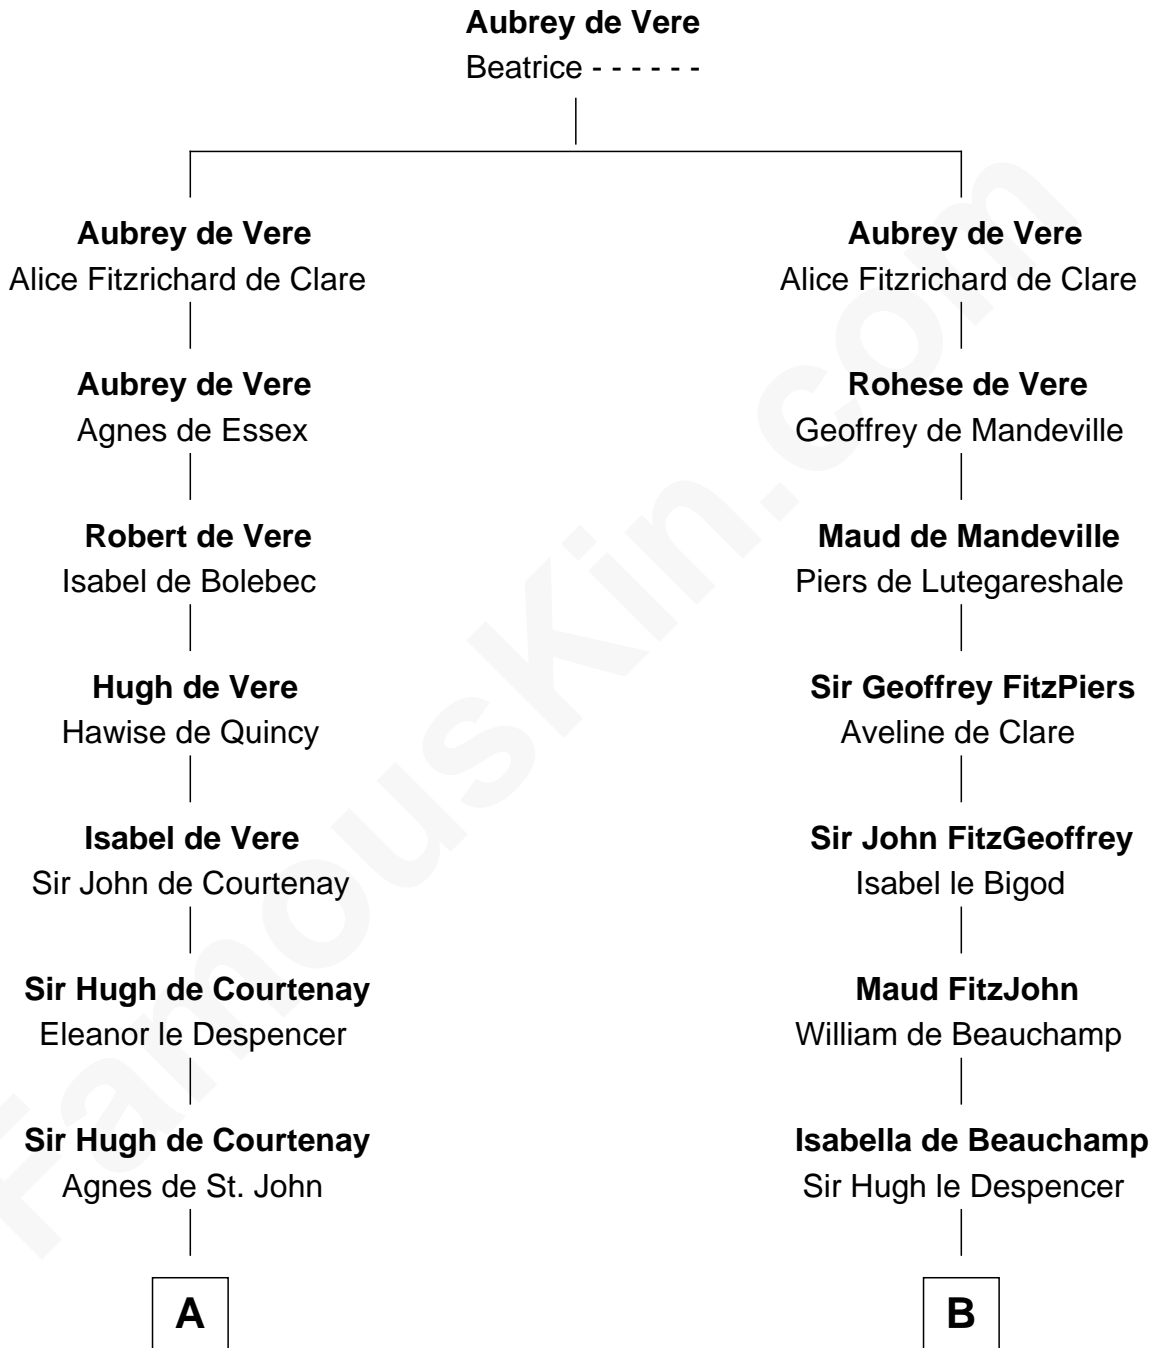 Aubrey de Vere
Beatrice - - - - - -
Aubrey de Vere
Alice Fitzrichard de Clare
Aubrey de Vere
Agnes de Essex
Robert de Vere
Isabel de Bolebec
Hugh de Vere
Hawise de Quincy
Isabel de Vere
Sir John de Courtenay
Sir Hugh de Courtenay
Eleanor le Despencer
Sir Hugh de Courtenay
Agnes de St. John
A
Aubrey de Vere
Alice Fitzrichard de Clare
Rohese de Vere
Geoffrey de Mandeville
Maud de Mandeville
Piers de Lutegareshale
Sir Geoffrey FitzPiers
Aveline de Clare
Sir John FitzGeoffrey
Isabel le Bigod
Maud FitzJohn
William de Beauchamp
Isabella de Beauchamp
Sir Hugh le Despencer
B
FamousKin.com